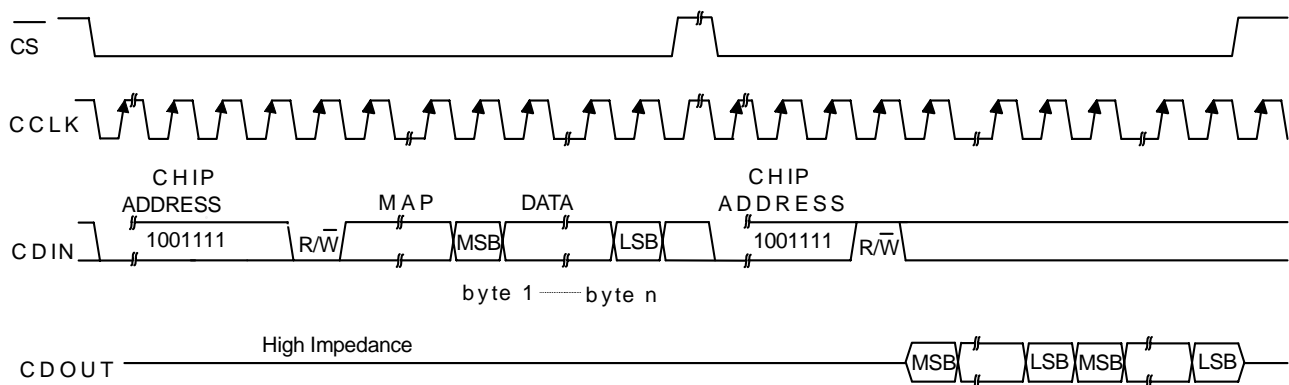 CS
CCLK
CHIP
ADDRESS
MAP
DATA
CHIP
ADDRESS
CDIN
1001111
R/W
MSB
LSB
1001111
R/W
byte 1
byte n
High Impedance
CDOUT
MSB
LSB
MSB
LSB